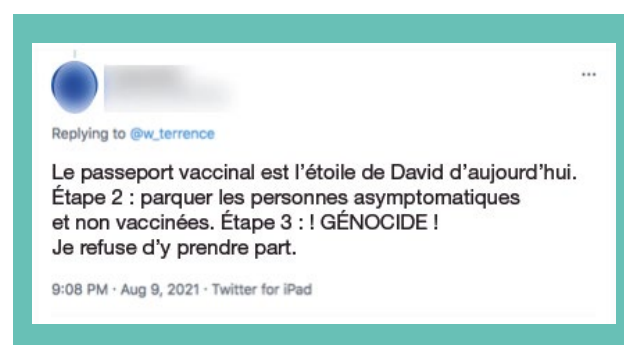 Replying to @w_terrence
Le passeport vaccinal est l’étoile de David d’aujourd’hui.
Étape 2 : parquer les personnes asymptomatiques
et non vaccinées. Étape 3 : ! GÉNOCIDE !
Je refuse d’y prendre part.
9:08 PM · Aug 9, 2021 · Twitter for iPad